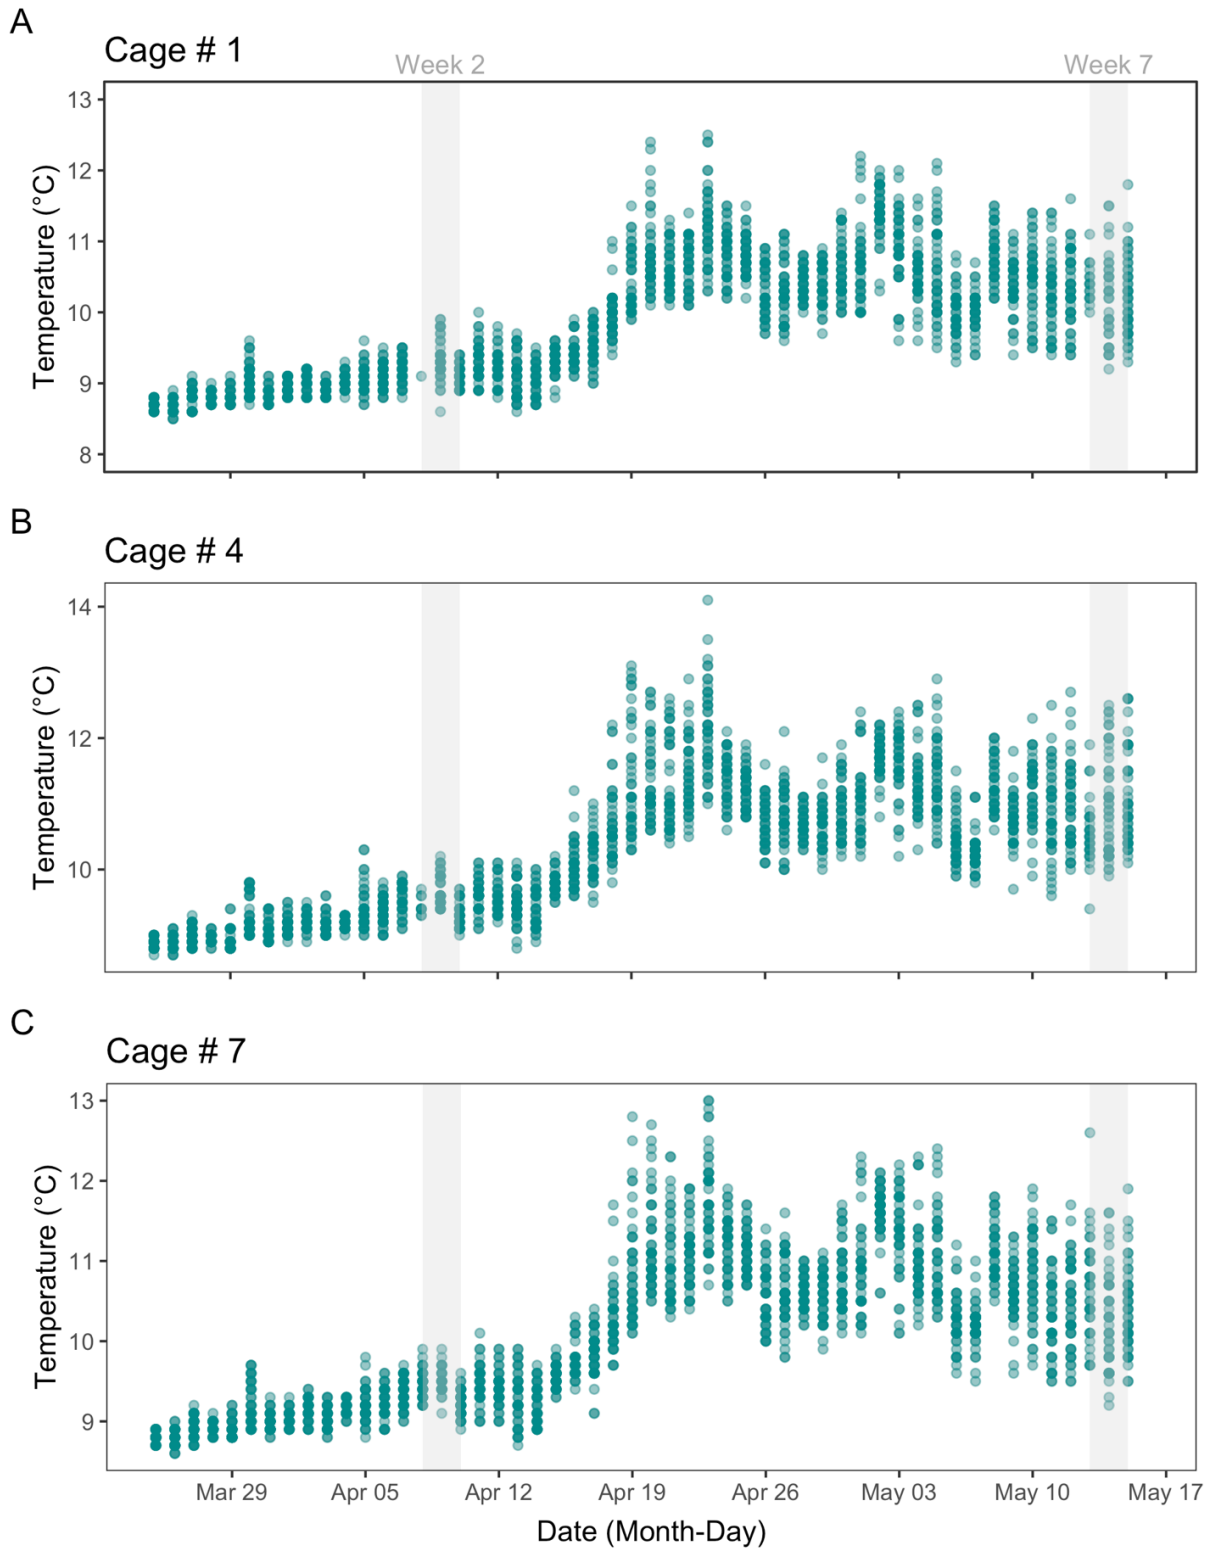 A
Cage # 1
Week 2
Week 7
Temperature (°C)
13
12
11
10
9
8
B
Cage # 4
Temperature (°C)
14
12
10
C
Cage # 7
Temperature (°C)
13
12
11
10
9
Mar 29 Apr 05 Apr 12 Apr 19 Apr 26 May 03 May 10 May 17
Date (Month-Day)